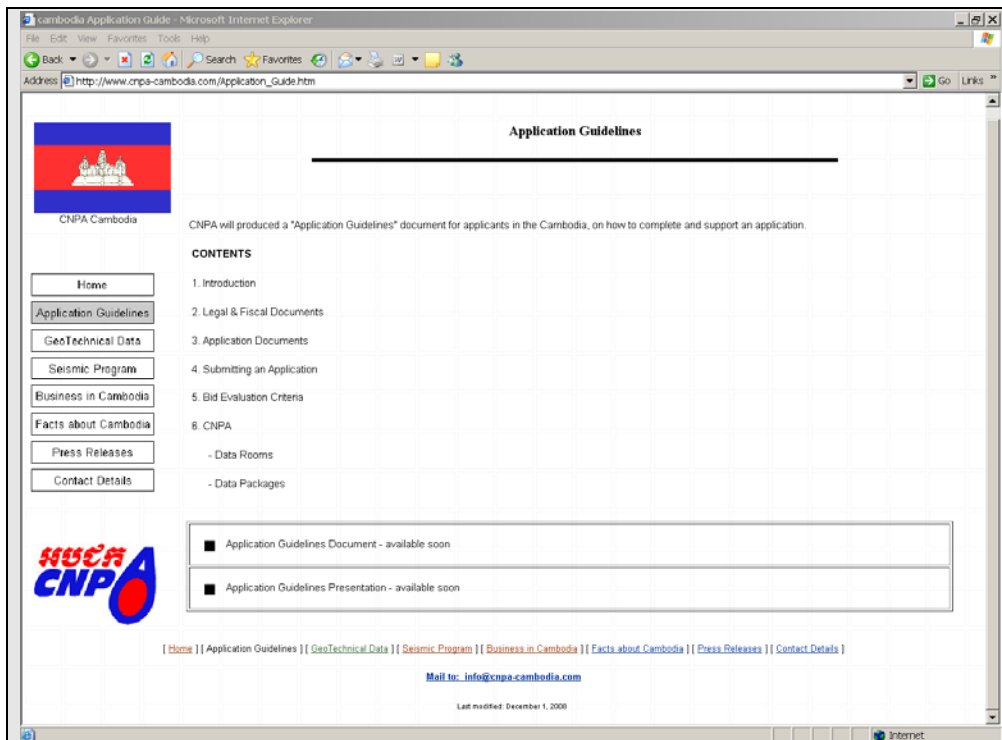 cambodia Application Guide - Microsoft Internet Explorer
File Edit View Favorites Tools Help
Back Search Favorites
Address http://www.cnpa-cambodia.com/Application_Guide.htm Go Links »
Application Guidelines
CNPA Cambodia
CNPA will produced a "Application Guidelines" document for applicants in the Cambodia, on how to complete and support an application.
CONTENTS
Home
1. Introduction
Application Guidelines
2. Legal & Fiscal Documents
GeoTechnical Data
3. Application Documents
Seismic Program
4. Submitting an Application
Business in Cambodia
5. Bid Evaluation Criteria
Facts about Cambodia
6. CNPA
Press Releases
- Data Rooms
Contact Details
- Data Packages
Application Guidelines Document - available soon
អបជក
CNPA
Application Guidelines Presentation - available soon
[ Home ] [ Application Guidelines ] [ GeoTechnical Data ] [ Seismic Program ] [ Business in Cambodia ] [ Facts about Cambodia ] [ Press Releases ] [ Contact Details ]
Mail to: info@cnpa-cambodia.com
Last modified: December 1, 2008
Internet